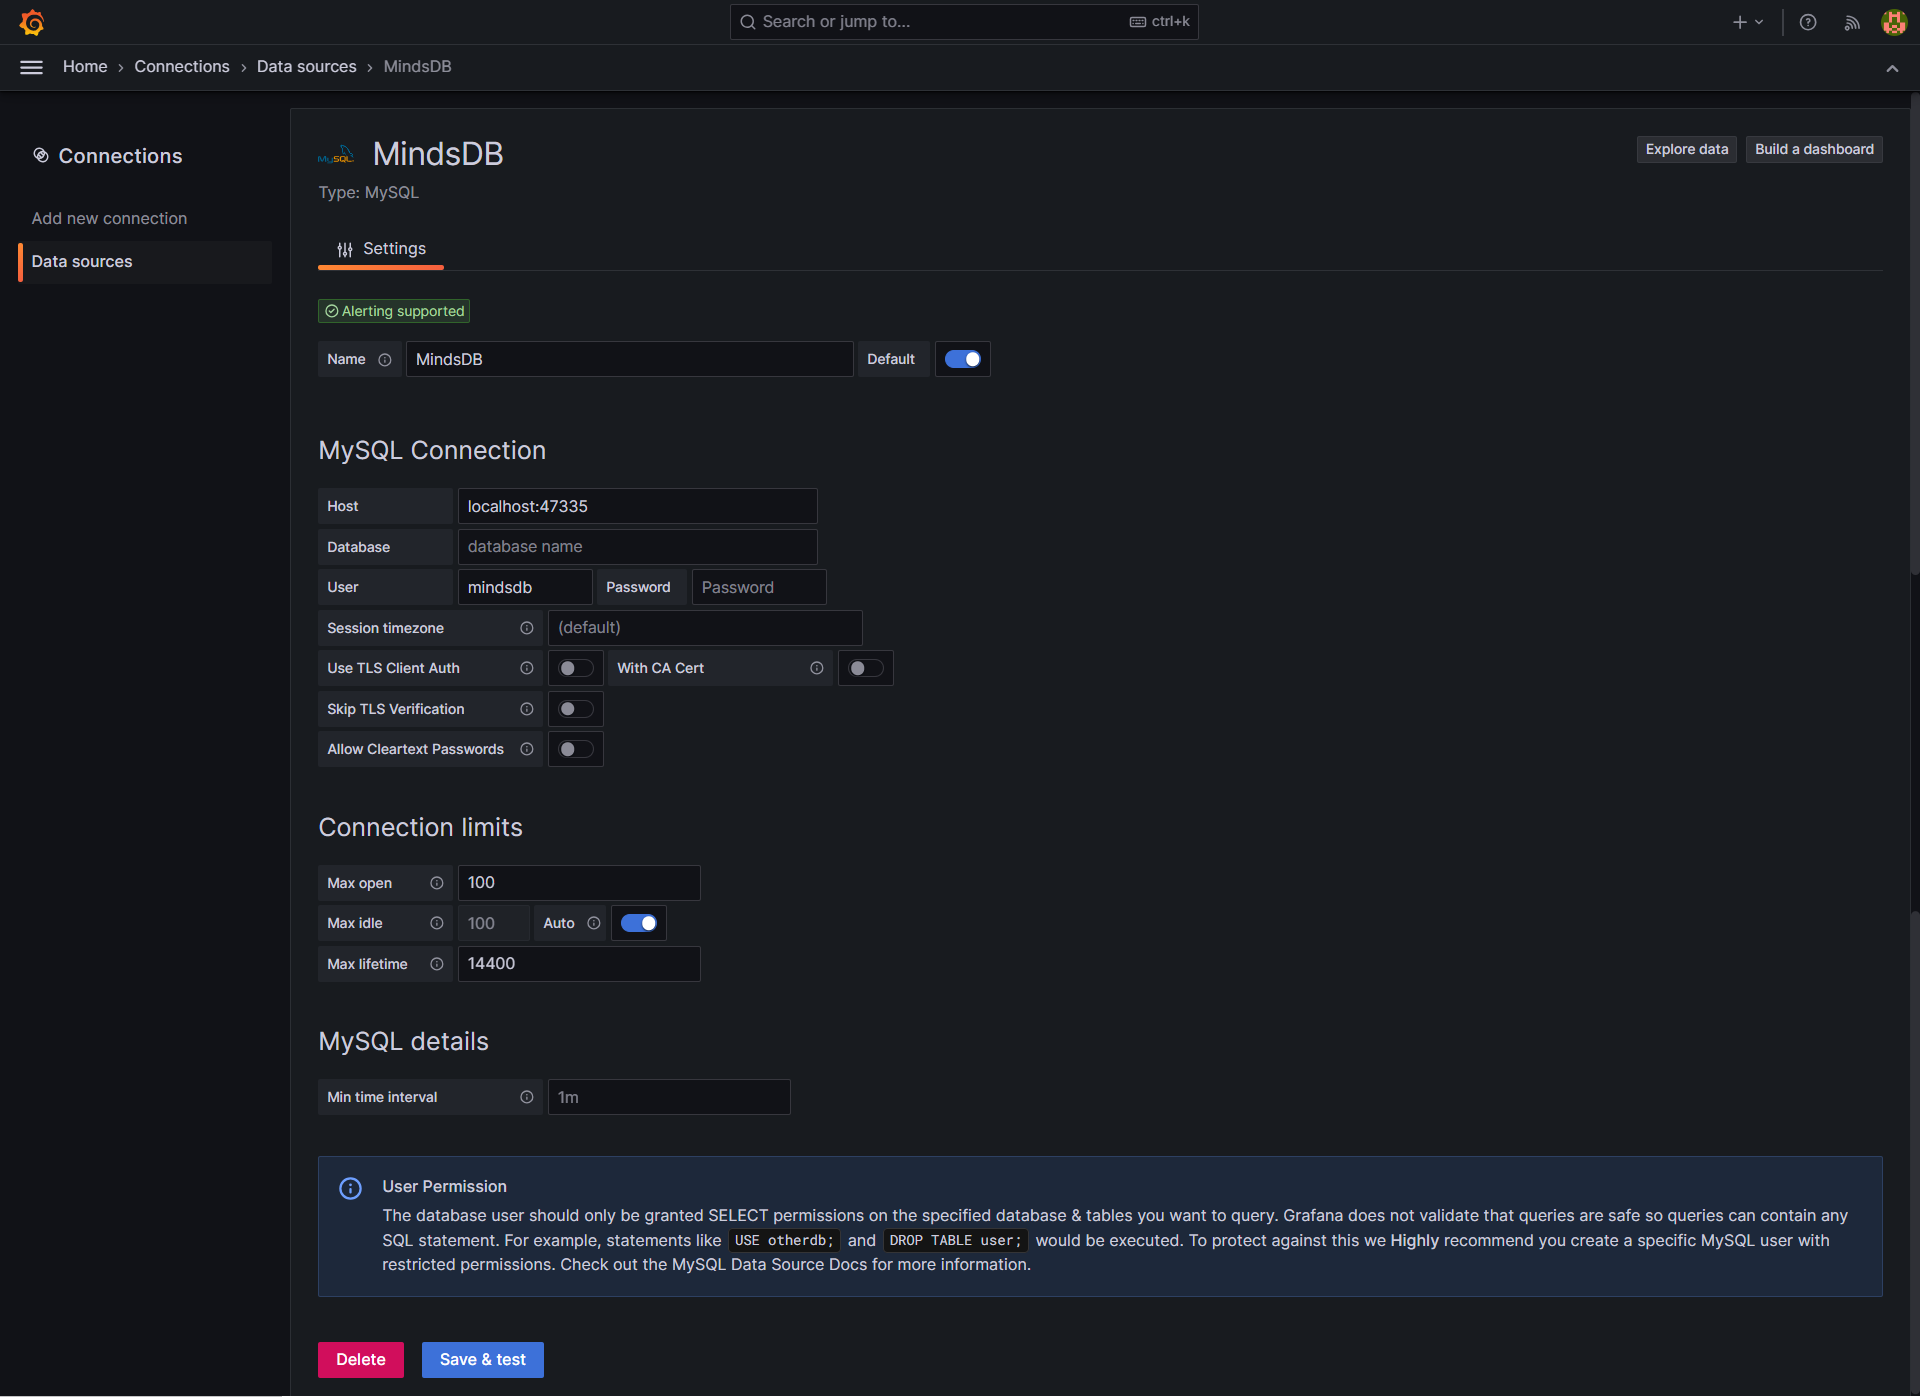 Search or jump to... ctrl+k
Home › Connections › Data sources › MindsDB
Connections
Add new connection
Data sources
MySQL MindsDB
Type: MySQL
Explore data
Build a dashboard
Settings
Alerting supported
Name MindsDB Default
MySQL Connection
Host localhost:47335
Database database name
User mindsdb Password Password
Session timezone (default)
Use TLS Client Auth With CA Cert
Skip TLS Verification
Allow Cleartext Passwords
Connection limits
Max open 100
Max idle 100 Auto
Max lifetime 14400
MySQL details
Min time interval 1m
User Permission
The database user should only be granted SELECT permissions on the specified database & tables you want to query. Grafana does not validate that queries are safe so queries can contain any
SQL statement. For example, statements like USE otherdb; and DROP TABLE user; would be executed. To protect against this we Highly recommend you create a specific MySQL user with
restricted permissions. Check out the MySQL Data Source Docs for more information.
Delete Save & test